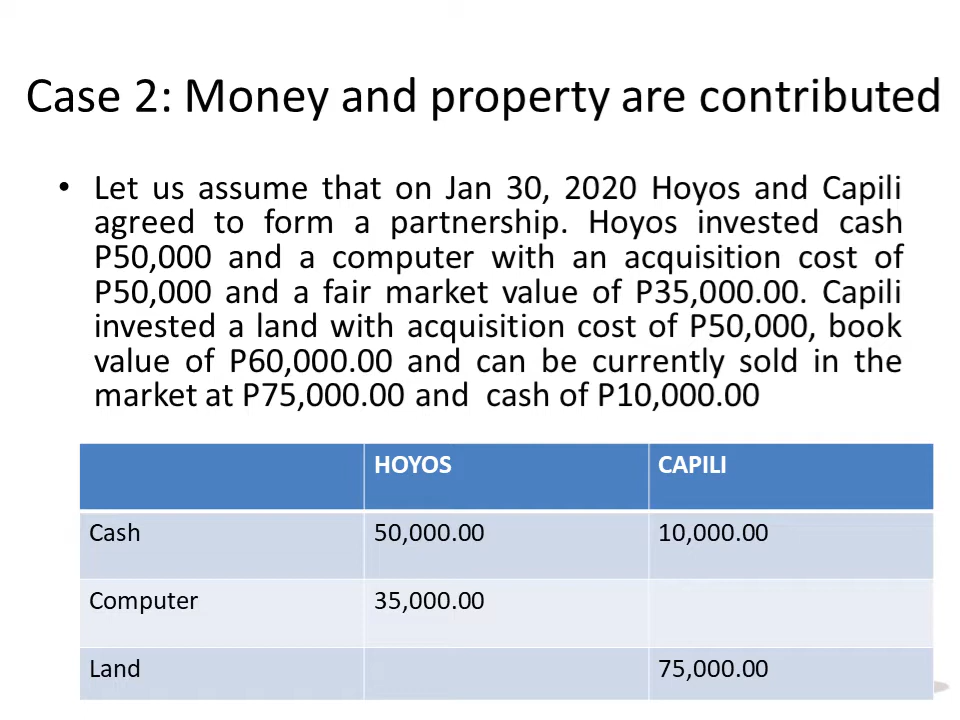 Case 2: Money and property are contributed
• Let us assume that on Jan 30, 2020 Hoyos and Capili
agreed to form a partnership. Hoyos invested cash
P50,000 and a computer with an acquisition cost of
P50,000 and a fair market value of P35,000.00. Capili
invested a land with acquisition cost of P50,000, book
value of P60,000.00 and can be currently sold in the
market at P75,000.00 and cash of P10,000.00
HOYOS CAPILI
Cash 50,000.00 10,000.00
Computer 35,000.00
Land 75,000.00